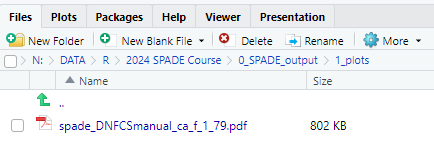 Files Plots Packages Help Viewer Presentation
New Folder New Blank File Delete Rename More
N: DATA R 2024 SPADE Course 0_SPADE_output 1_plots
Name Size
..
spade_DNFCSmanual_ca_f_1_79.pdf 802 KB